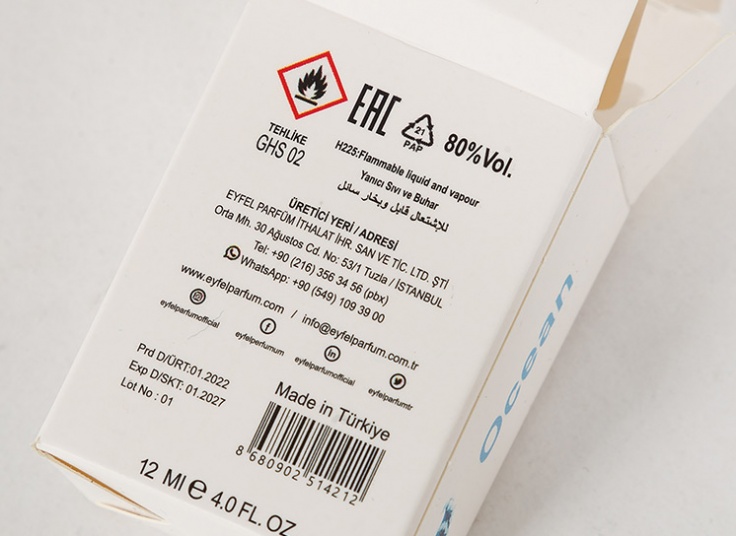 EAC
21
PAP
80%Vol.
TEHLİKE
GHS 02
H225:Flammable liquid and vapour
Yanıcı Sıvı ve Buhar
للإشتعال قابل وبخار سائل
ÜRETİCİ YERİ / ADRESİ
EYFEL PARFÜM İTHALAT İHR. SAN VE TİC. LTD. ŞTİ
Orta Mh. 30 Ağustos Cd. No: 53/1 Tuzla / İSTANBUL
Tel: +90 (216) 356 34 56 (pbx)
WhatsApp: +90 (549) 109 39 00
www.eyfelparfum.com / info@eyfelparfum.com.tr
eyfelparfumofficial
eyfelperfumum
eyfelparfumofficial
eyfelparfumtr
Prd D/ÜRT:01.2022
Exp D/SKT: 01.2027
Lot No : 01
Made in Türkiye
8 680902 514212
12 Ml e 4.0 FL. OZ
Ocean